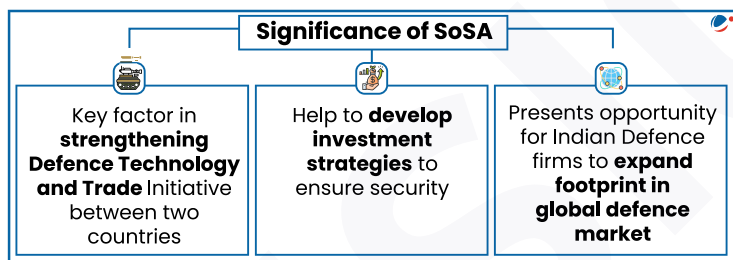 Significance of SoSA
Key factor in
strengthening
Defence Technology
and Trade Initiative
between two
countries
Help to develop
investment
strategies to
ensure security
Presents opportunity
for Indian Defence
firms to expand
footprint in
global defence
market